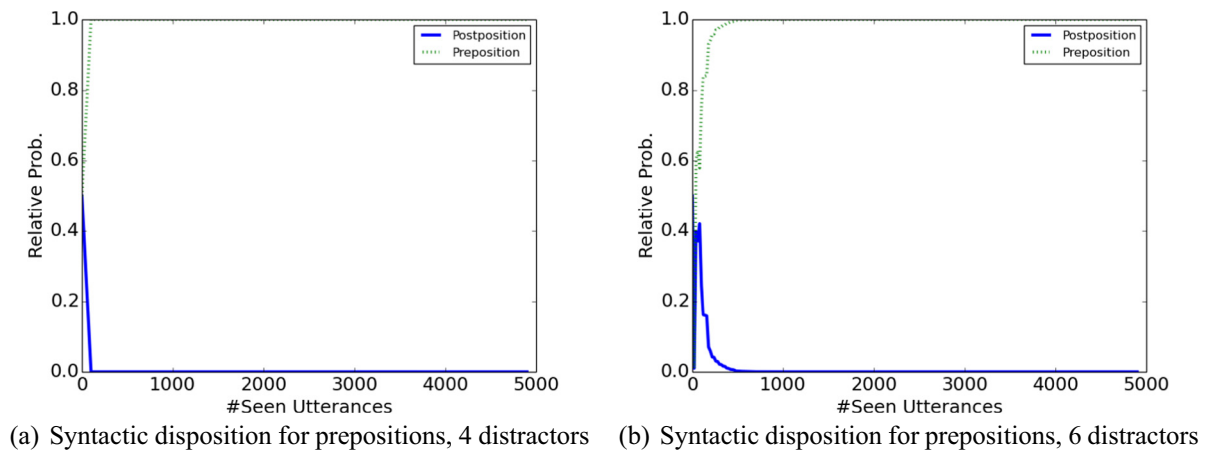 1.0
0.8
0.6
0.4
0.2
0.0
Relative Prob.
Postposition
Preposition
0 1000 2000 3000 4000 5000
#Seen Utterances
(a) Syntactic disposition for prepositions, 4 distractors
1.0
0.8
0.6
0.4
0.2
0.0
Relative Prob.
Postposition
Preposition
0 1000 2000 3000 4000 5000
#Seen Utterances
(b) Syntactic disposition for prepositions, 6 distractors